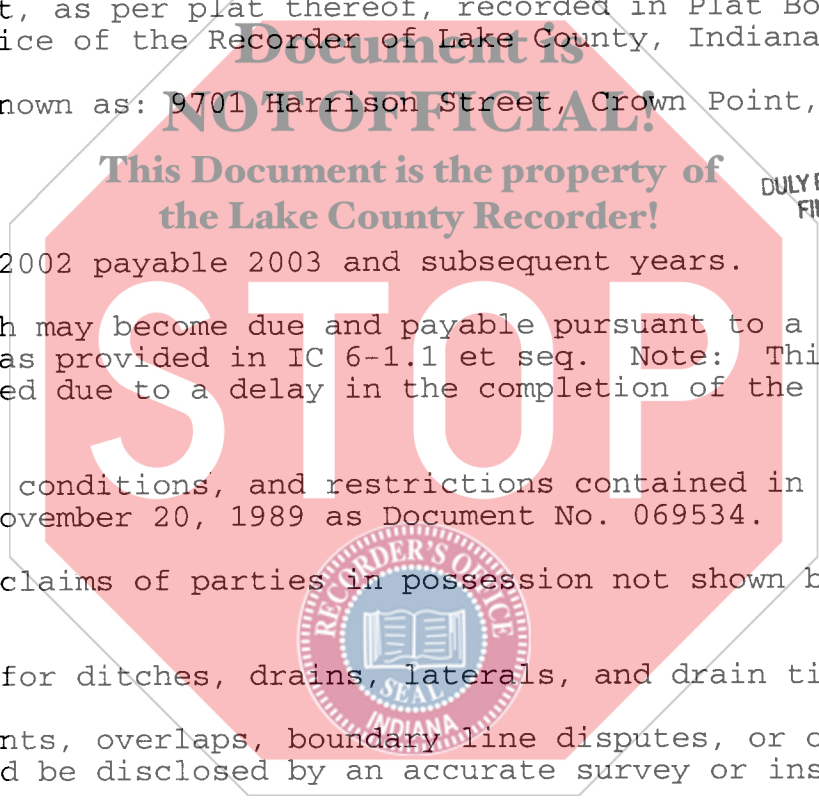 t, as per plat thereof, recorded in Plat Bo
ice of the Recorder of Lake County, Indiana
Document is
nown as: 9701 Harrison Street, Crown Point,
NOT OFFICIAL!
This Document is the property of
the Lake County Recorder!
DULY
FI
2002 payable 2003 and subsequent years.
STOP
h may become due and payable pursuant to a
as provided in IC 6-1.1 et seq. Note: Thi
ed due to a delay in the completion of the
conditions, and restrictions contained in
ovember 20, 1989 as Document No. 069534.
claims of parties in possession not shown b
RECORDER'S OFFICE
for ditches, drains, laterals, and drain ti
SEAL
INDIANA
nts, overlaps, boundary line disputes, or o
d be disclosed by an accurate survey or ins